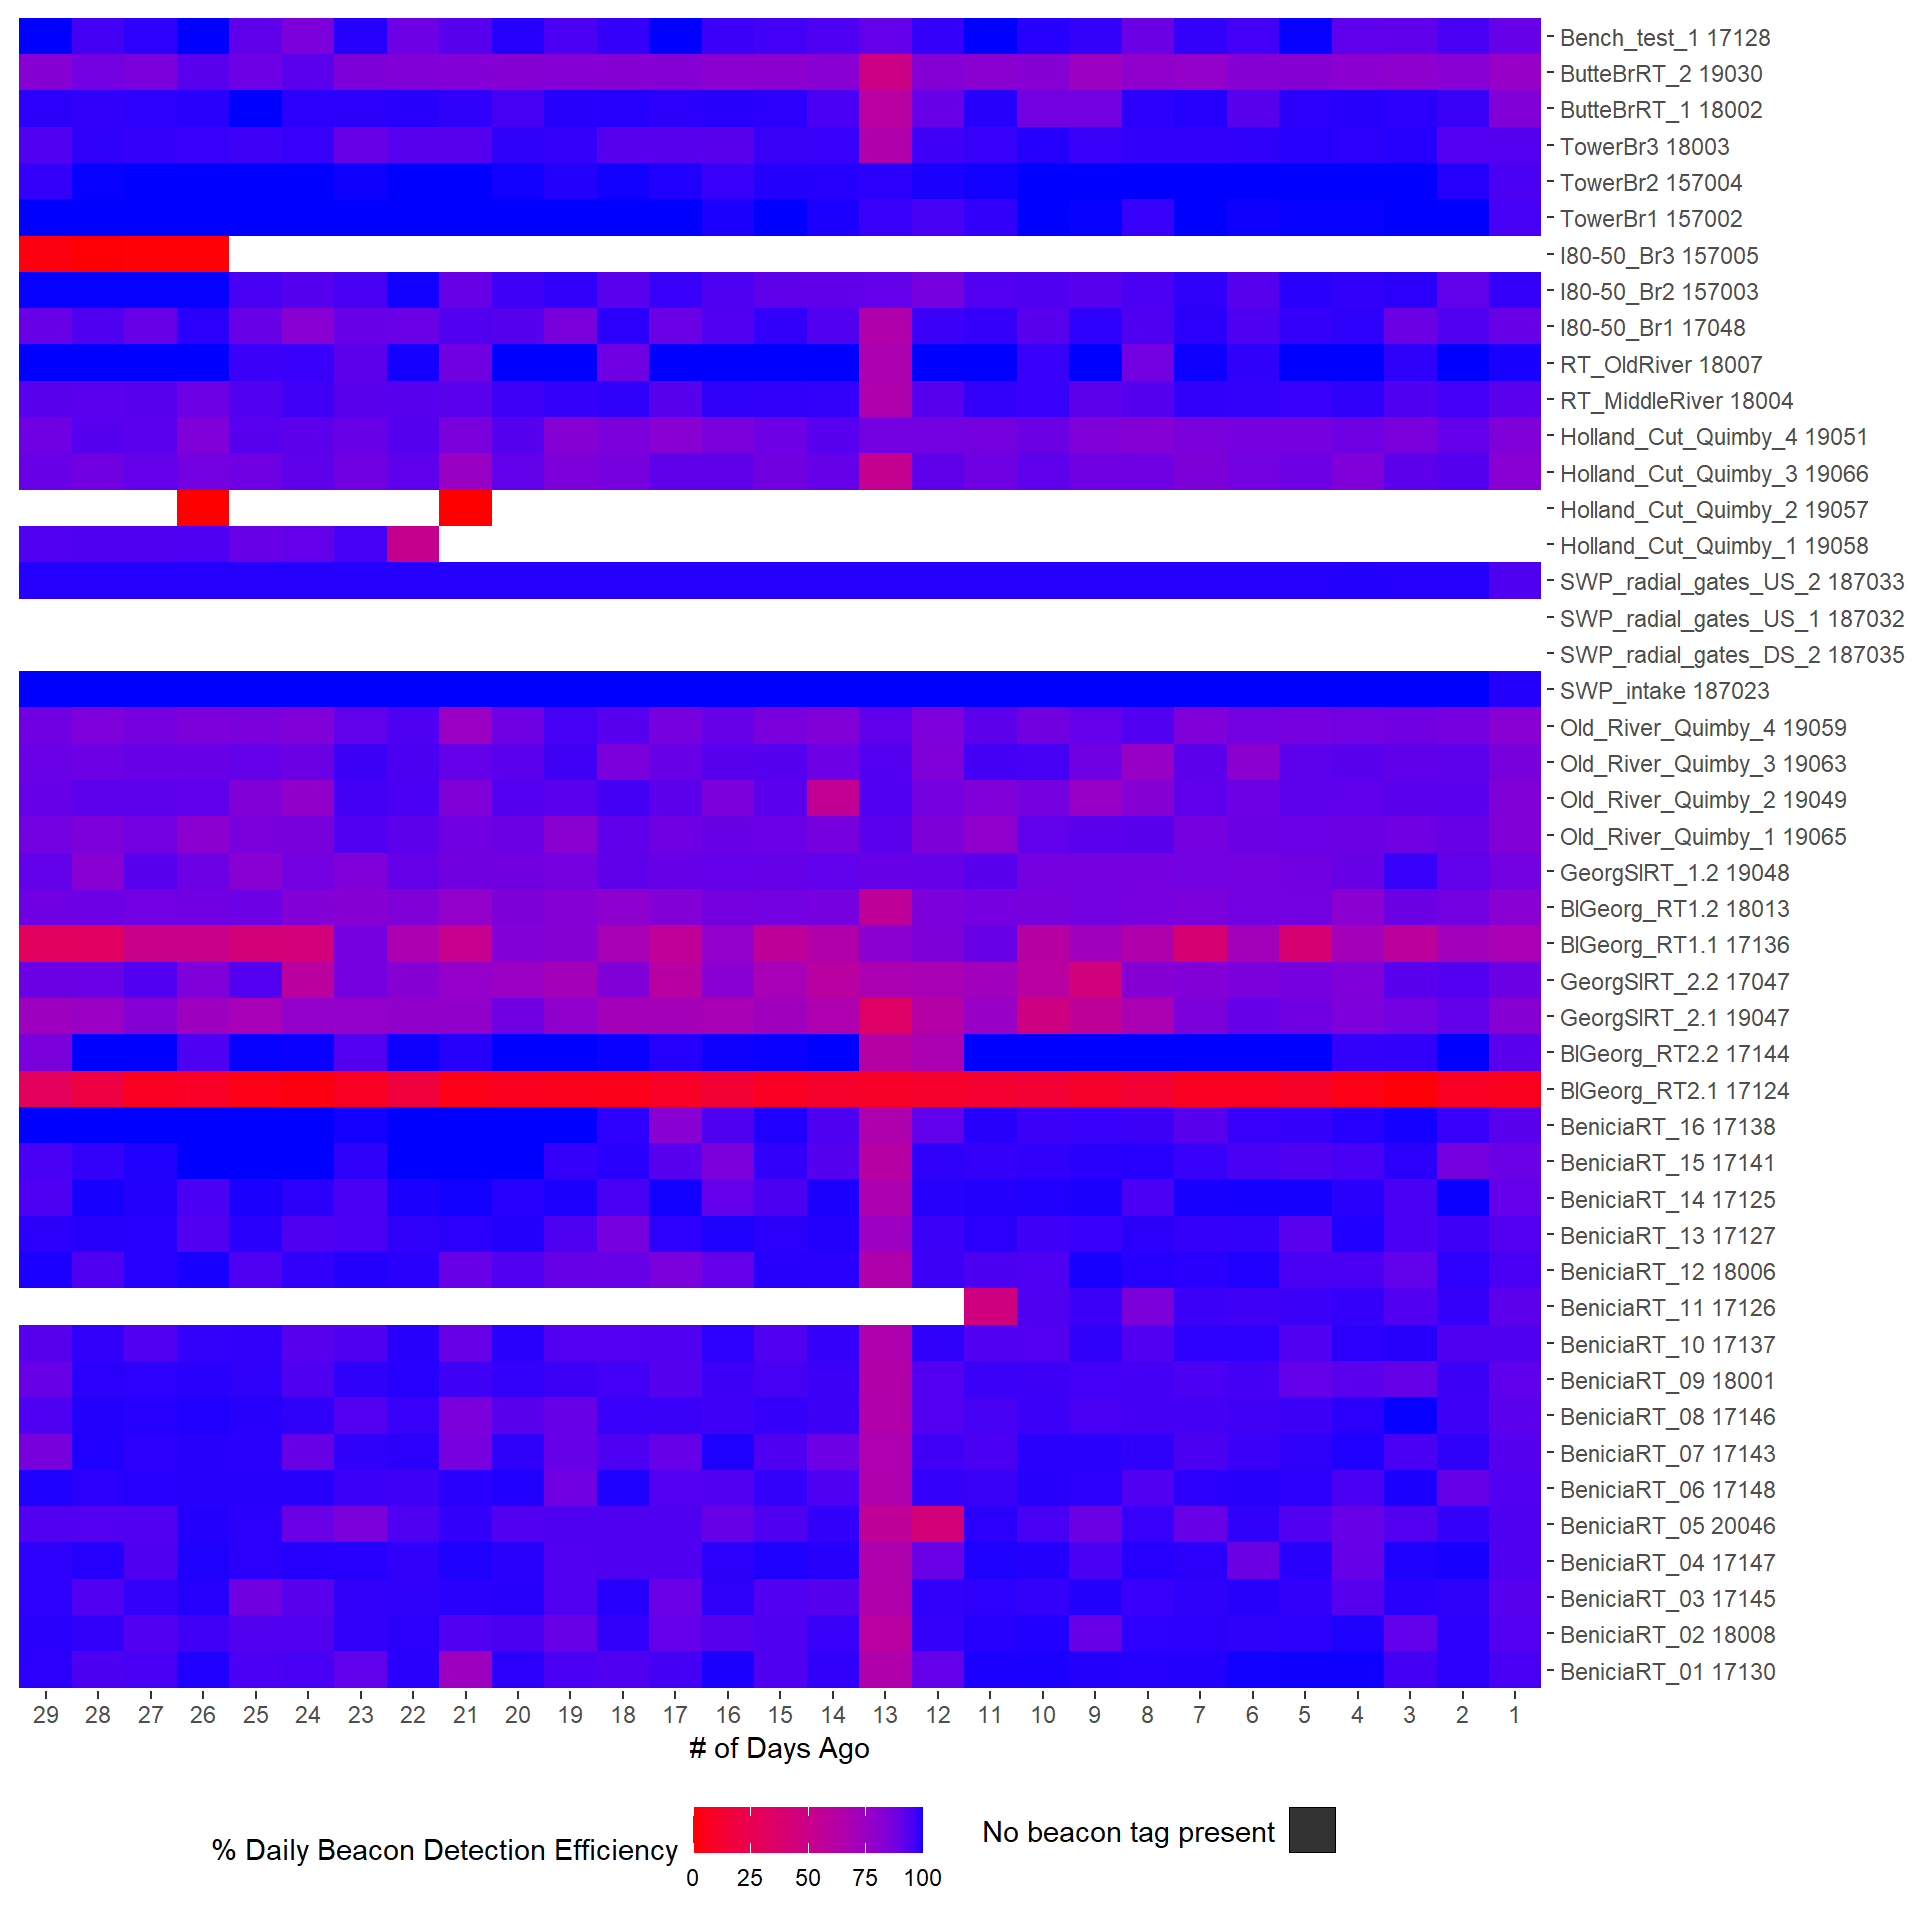 Bench_test_1 17128
ButteBrRT_2 19030
ButteBrRT_1 18002
TowerBr3 18003
TowerBr2 157004
TowerBr1 157002
I80-50_Br3 157005
I80-50_Br2 157003
I80-50_Br1 17048
RT_OldRiver 18007
RT_MiddleRiver 18004
Holland_Cut_Quimby_4 19051
Holland_Cut_Quimby_3 19066
Holland_Cut_Quimby_2 19057
Holland_Cut_Quimby_1 19058
SWP_radial_gates_US_2 187033
SWP_radial_gates_US_1 187032
SWP_radial_gates_DS_2 187035
SWP_intake 187023
Old_River_Quimby_4 19059
Old_River_Quimby_3 19063
Old_River_Quimby_2 19049
Old_River_Quimby_1 19065
GeorgSlRT_1.2 19048
BlGeorg_RT1.2 18013
BlGeorg_RT1.1 17136
GeorgSlRT_2.2 17047
GeorgSlRT_2.1 19047
BlGeorg_RT2.2 17144
BlGeorg_RT2.1 17124
BeniciaRT_16 17138
BeniciaRT_15 17141
BeniciaRT_14 17125
BeniciaRT_13 17127
BeniciaRT_12 18006
BeniciaRT_11 17126
BeniciaRT_10 17137
BeniciaRT_09 18001
BeniciaRT_08 17146
BeniciaRT_07 17143
BeniciaRT_06 17148
BeniciaRT_05 20046
BeniciaRT_04 17147
BeniciaRT_03 17145
BeniciaRT_02 18008
BeniciaRT_01 17130
29 28 27 26 25 24 23 22 21 20 19 18 17 16 15 14 13 12 11 10 9 8 7 6 5 4 3 2 1
# of Days Ago
% Daily Beacon Detection Efficiency
0 25 50 75 100
No beacon tag present